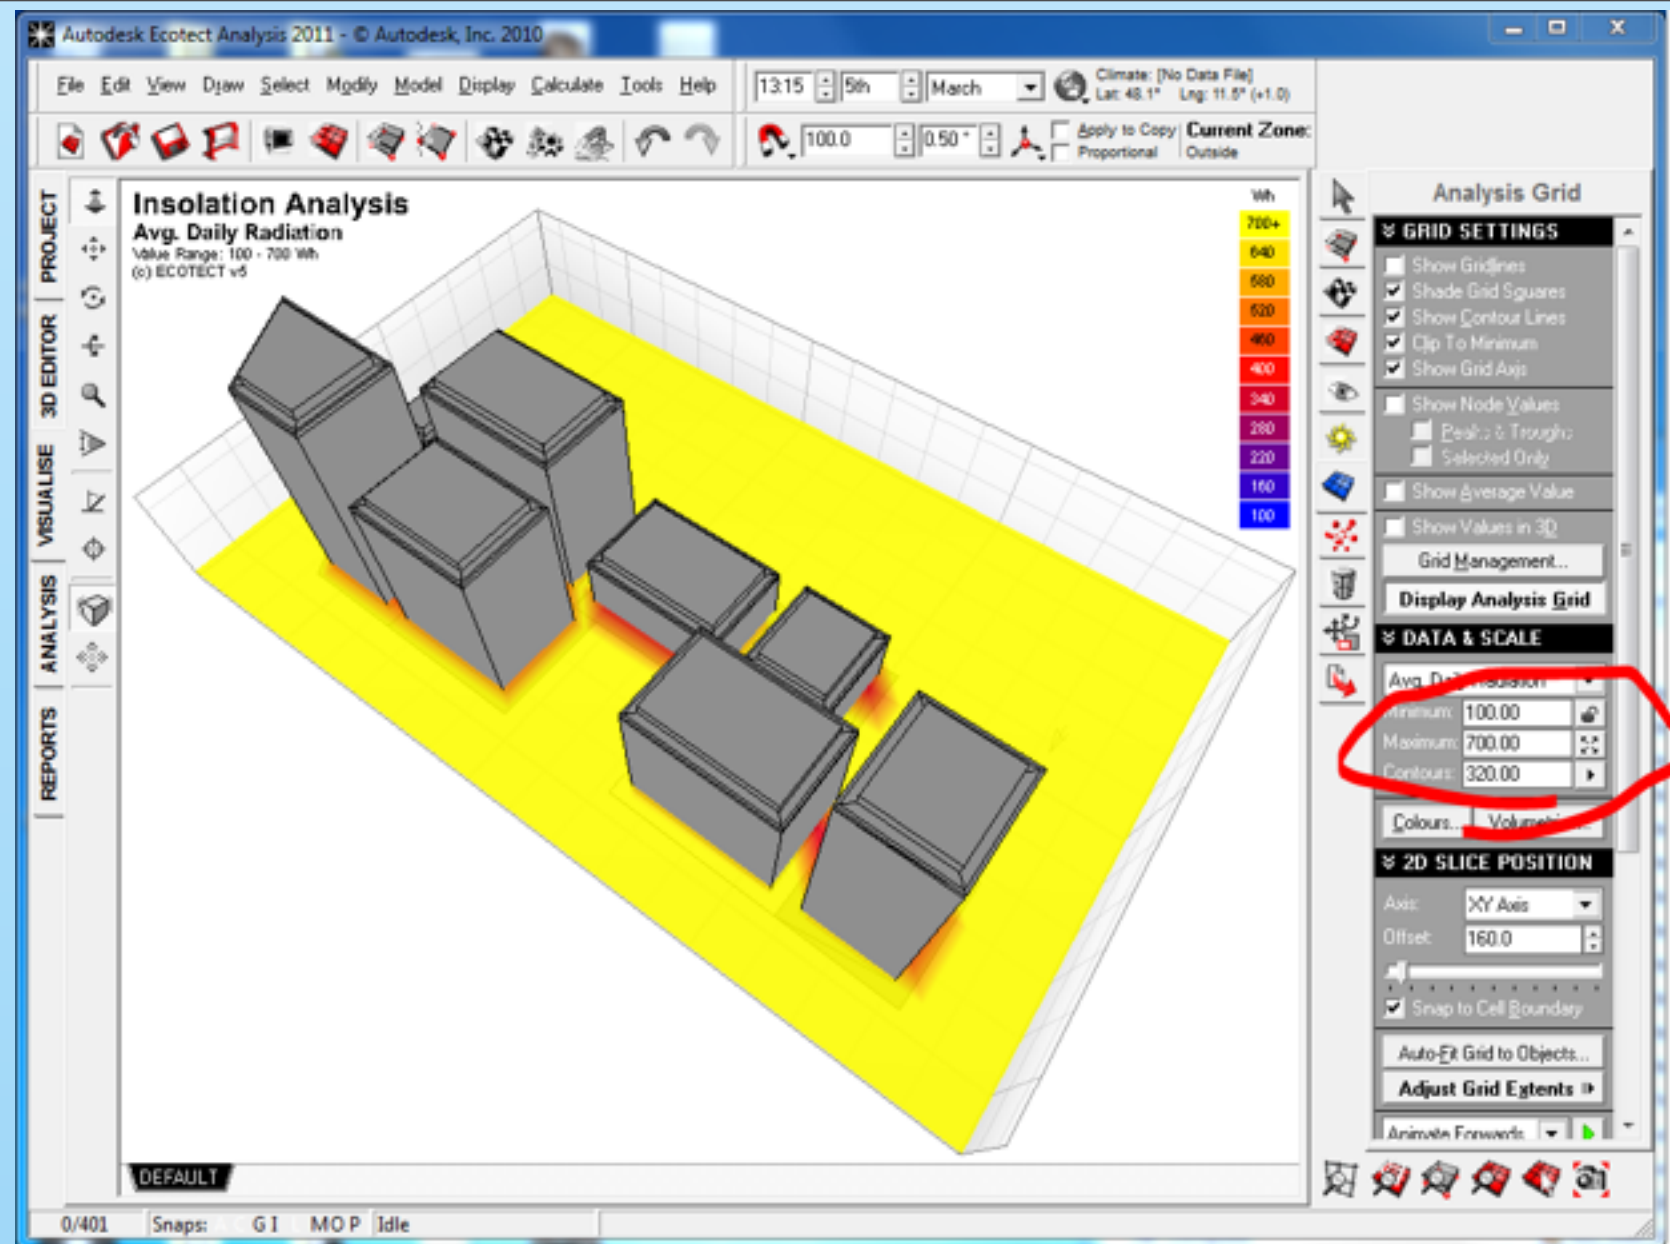 Autodesk Ecotect Analysis 2011 - © Autodesk, Inc. 2010
File Edit View Draw Select Modify Model Display Calculate Tools Help
13:15 5th March
Climate: [No Data File]
Lat: 48.1° Lng: 11.5° (+1.0)
100.0 0.50 °
Apply to Copy
Proportional
Current Zone:
Outside
PROJECT
3D EDITOR
VISUALISE
ANALYSIS
REPORTS
Insolation Analysis
Avg. Daily Radiation
Value Range: 100 - 700 Wh
(c) ECOTECT v5
Wh
700+
640
580
520
460
400
340
280
220
160
100
Analysis Grid
GRID SETTINGS
Show Gridlines
Shade Grid Squares
Show Contour Lines
Clip To Minimum
Show Grid Axis
Show Node Values
Peaks & Troughs
Selected Only
Show Average Value
Show Values in 3D
Grid Management...
Display Analysis Grid
DATA & SCALE
Avg. Daily Radiation
Minimum: 100.00
Maximum: 700.00
Contours: 320.00
Colours...
2D SLICE POSITION
Axis: XY Axis
Offset: 160.0
Snap to Cell Boundary
Auto-Fit Grid to Objects...
Adjust Grid Extents
Animate Forwards
DEFAULT
0/401 Snaps: G I M O P Idle